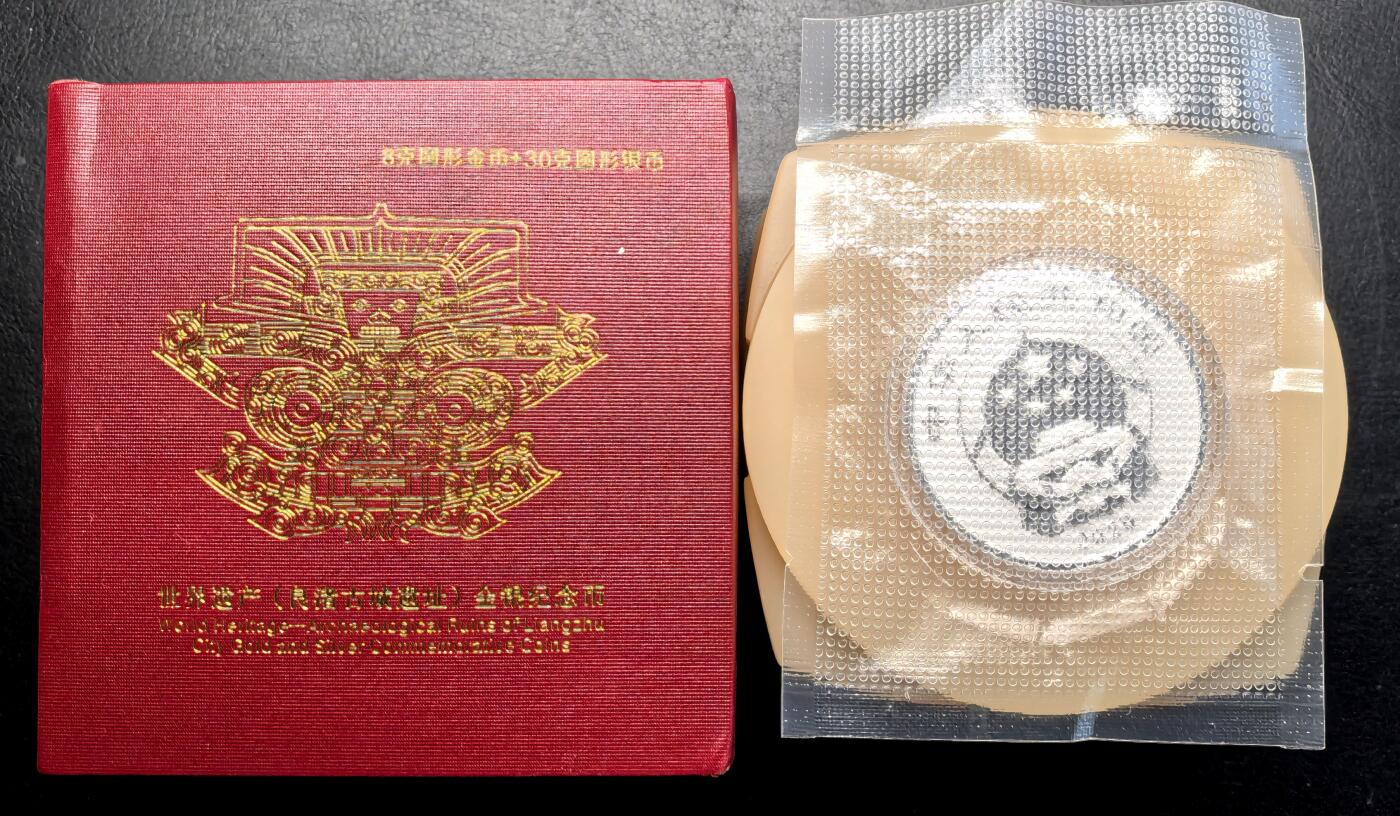 8克圆形金币+30克圆形银币
世界遗产（良渚古城遗址）金银纪念币
World Heritage—Archaeological Ruins of Liangzhu
City Gold and Silver Commemorative Coins